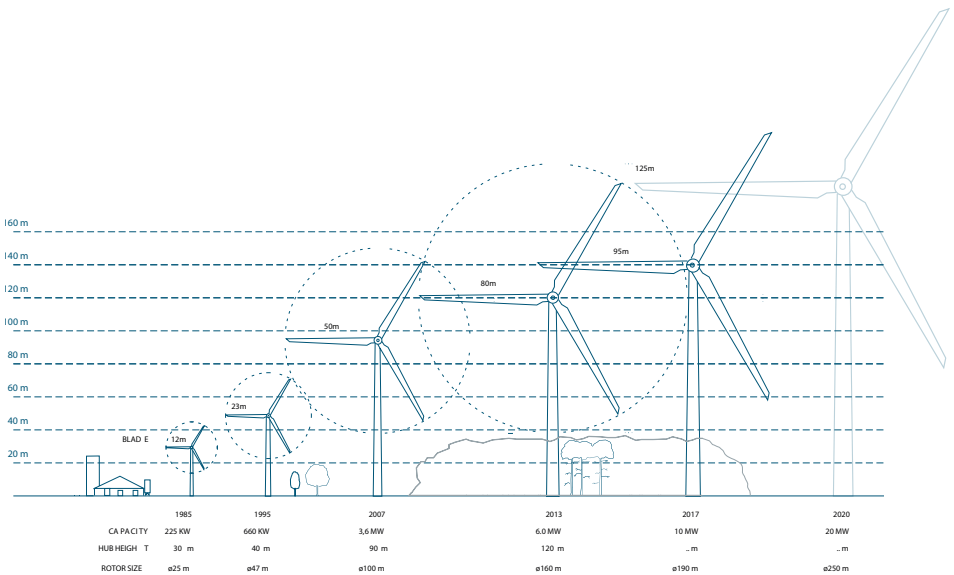 125m
160 m
95m
140 m
80m
120 m
50m
100 m
80 m
60 m
23m
40 m
BLAD E 12m
20 m
1985 1995 2007 2013 2017 2020
CA PACITY 225 KW 660 KW 3,6 MW 6.0 MW 10 MW 20 MW
HUB HEIGH T 30 m 40 m 90 m 120 m .. m .. m
ROTOR SIZE ø25 m ø47 m ø100 m ø160 m ø190 m ø250 m